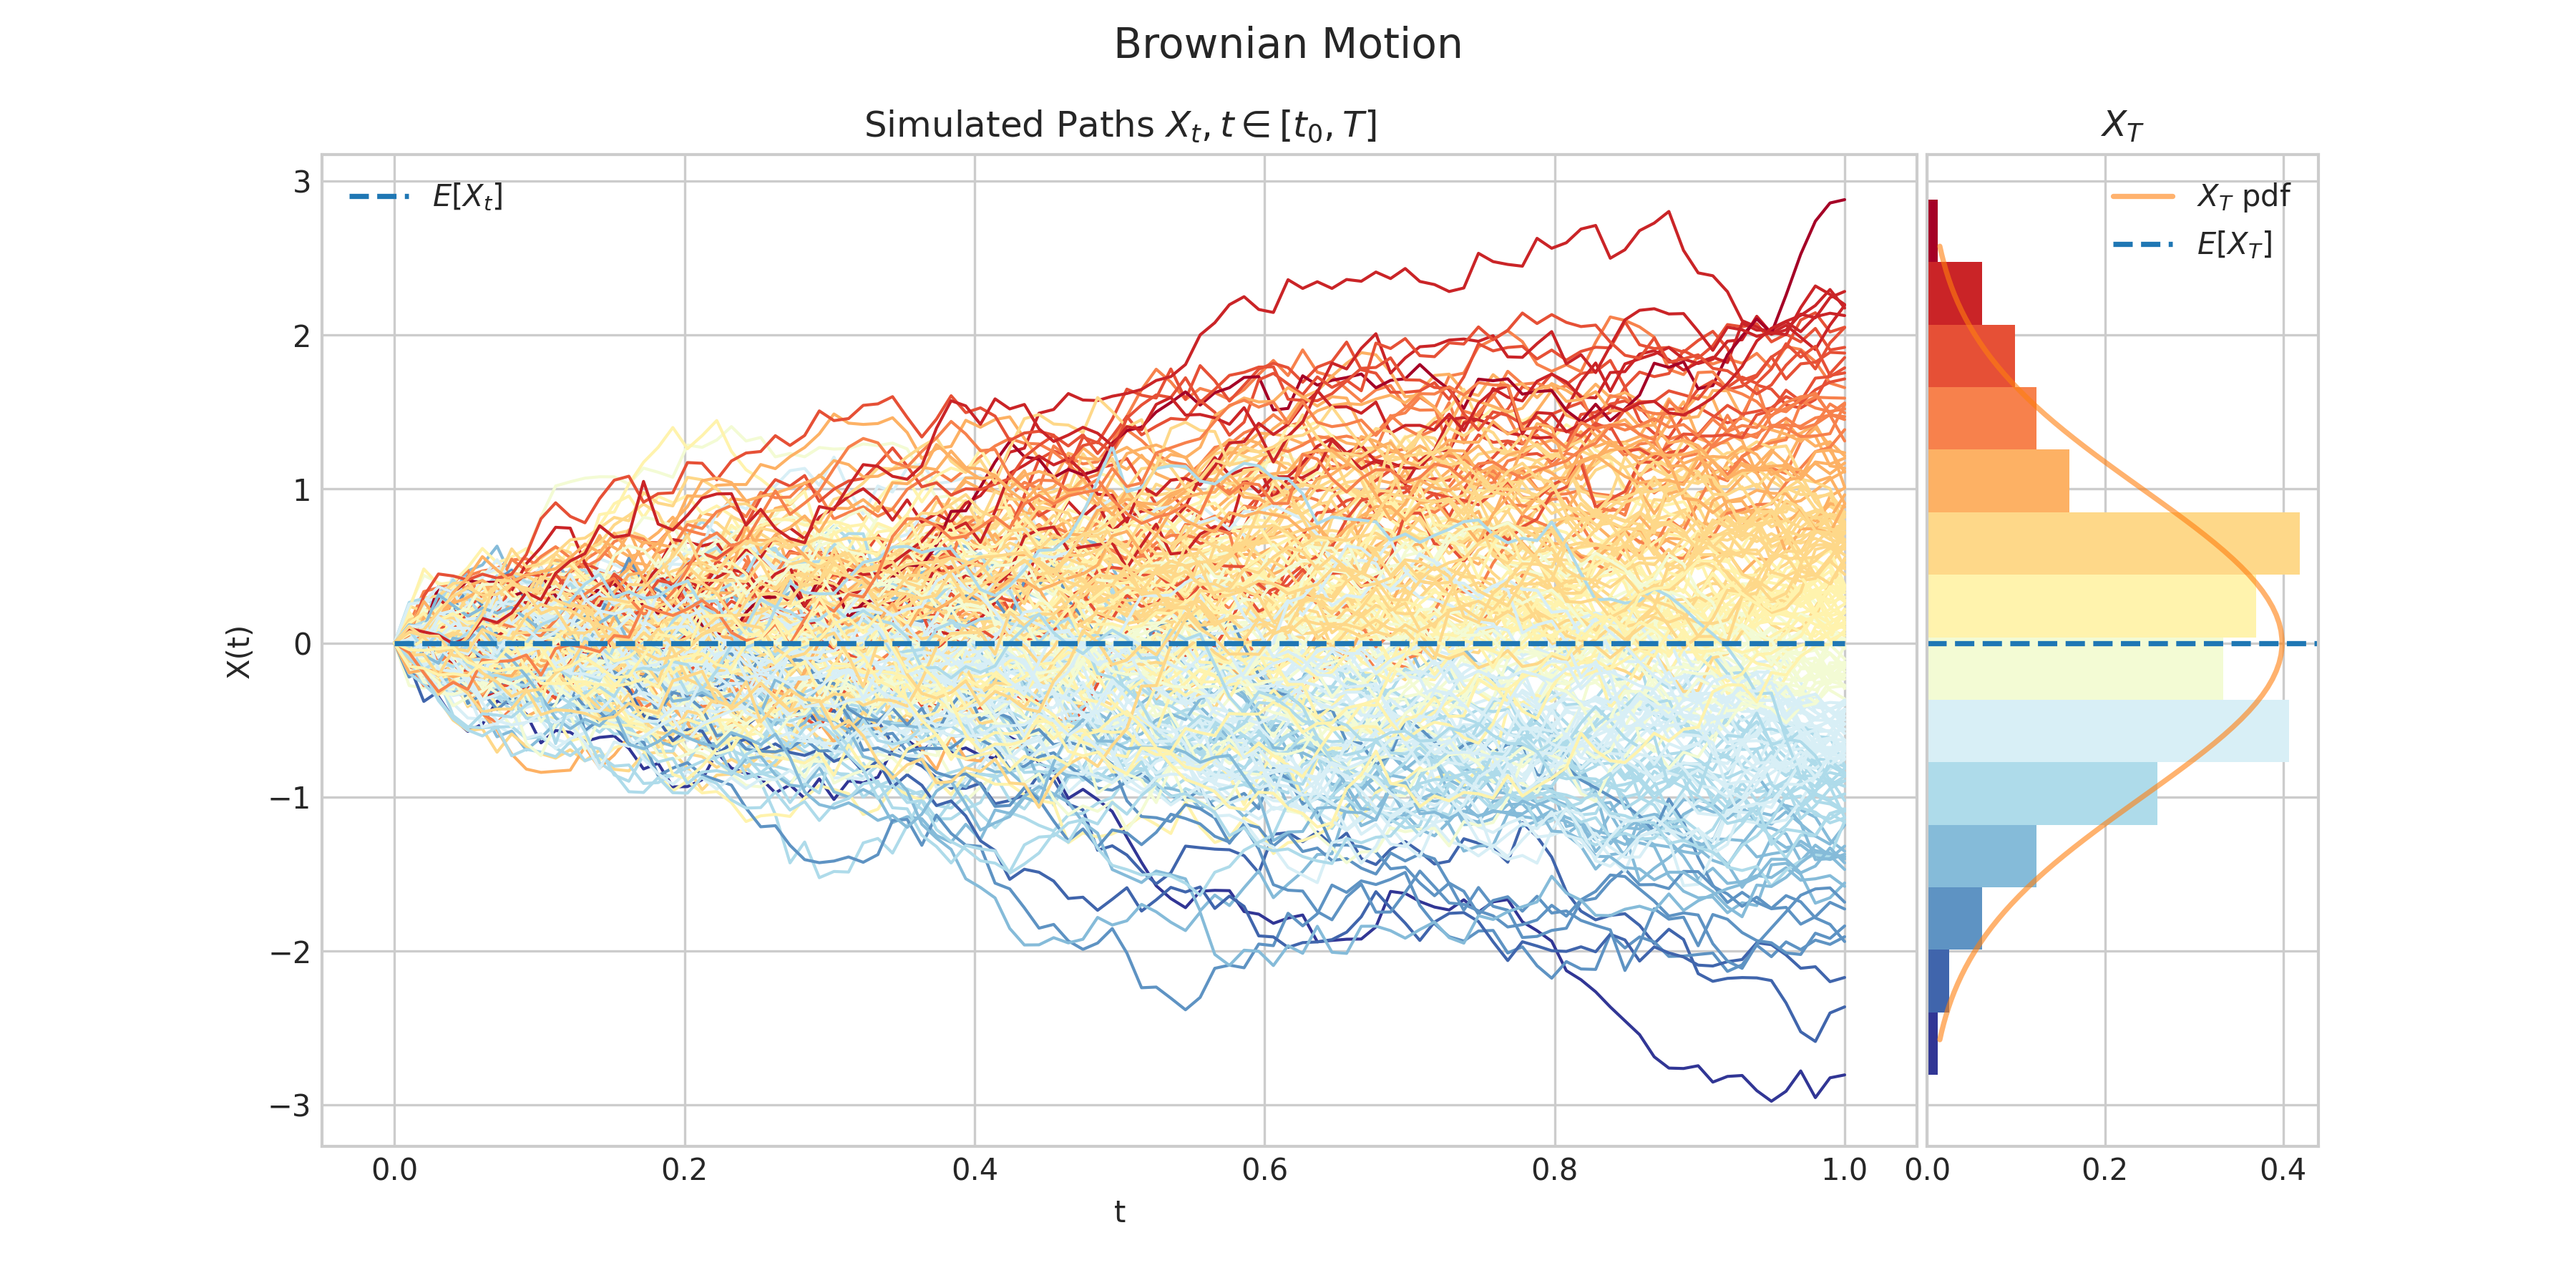 Brownian Motion
Simulated Paths $X_t, t \in [t_0, T]$
$X_T$
3
2
1
0
−1
−2
−3
X(t)
$E[X_t]$
$X_T$ pdf
$E[X_T]$
0.0 0.2 0.4 0.6 0.8 1.0
0.0 0.2 0.4
t